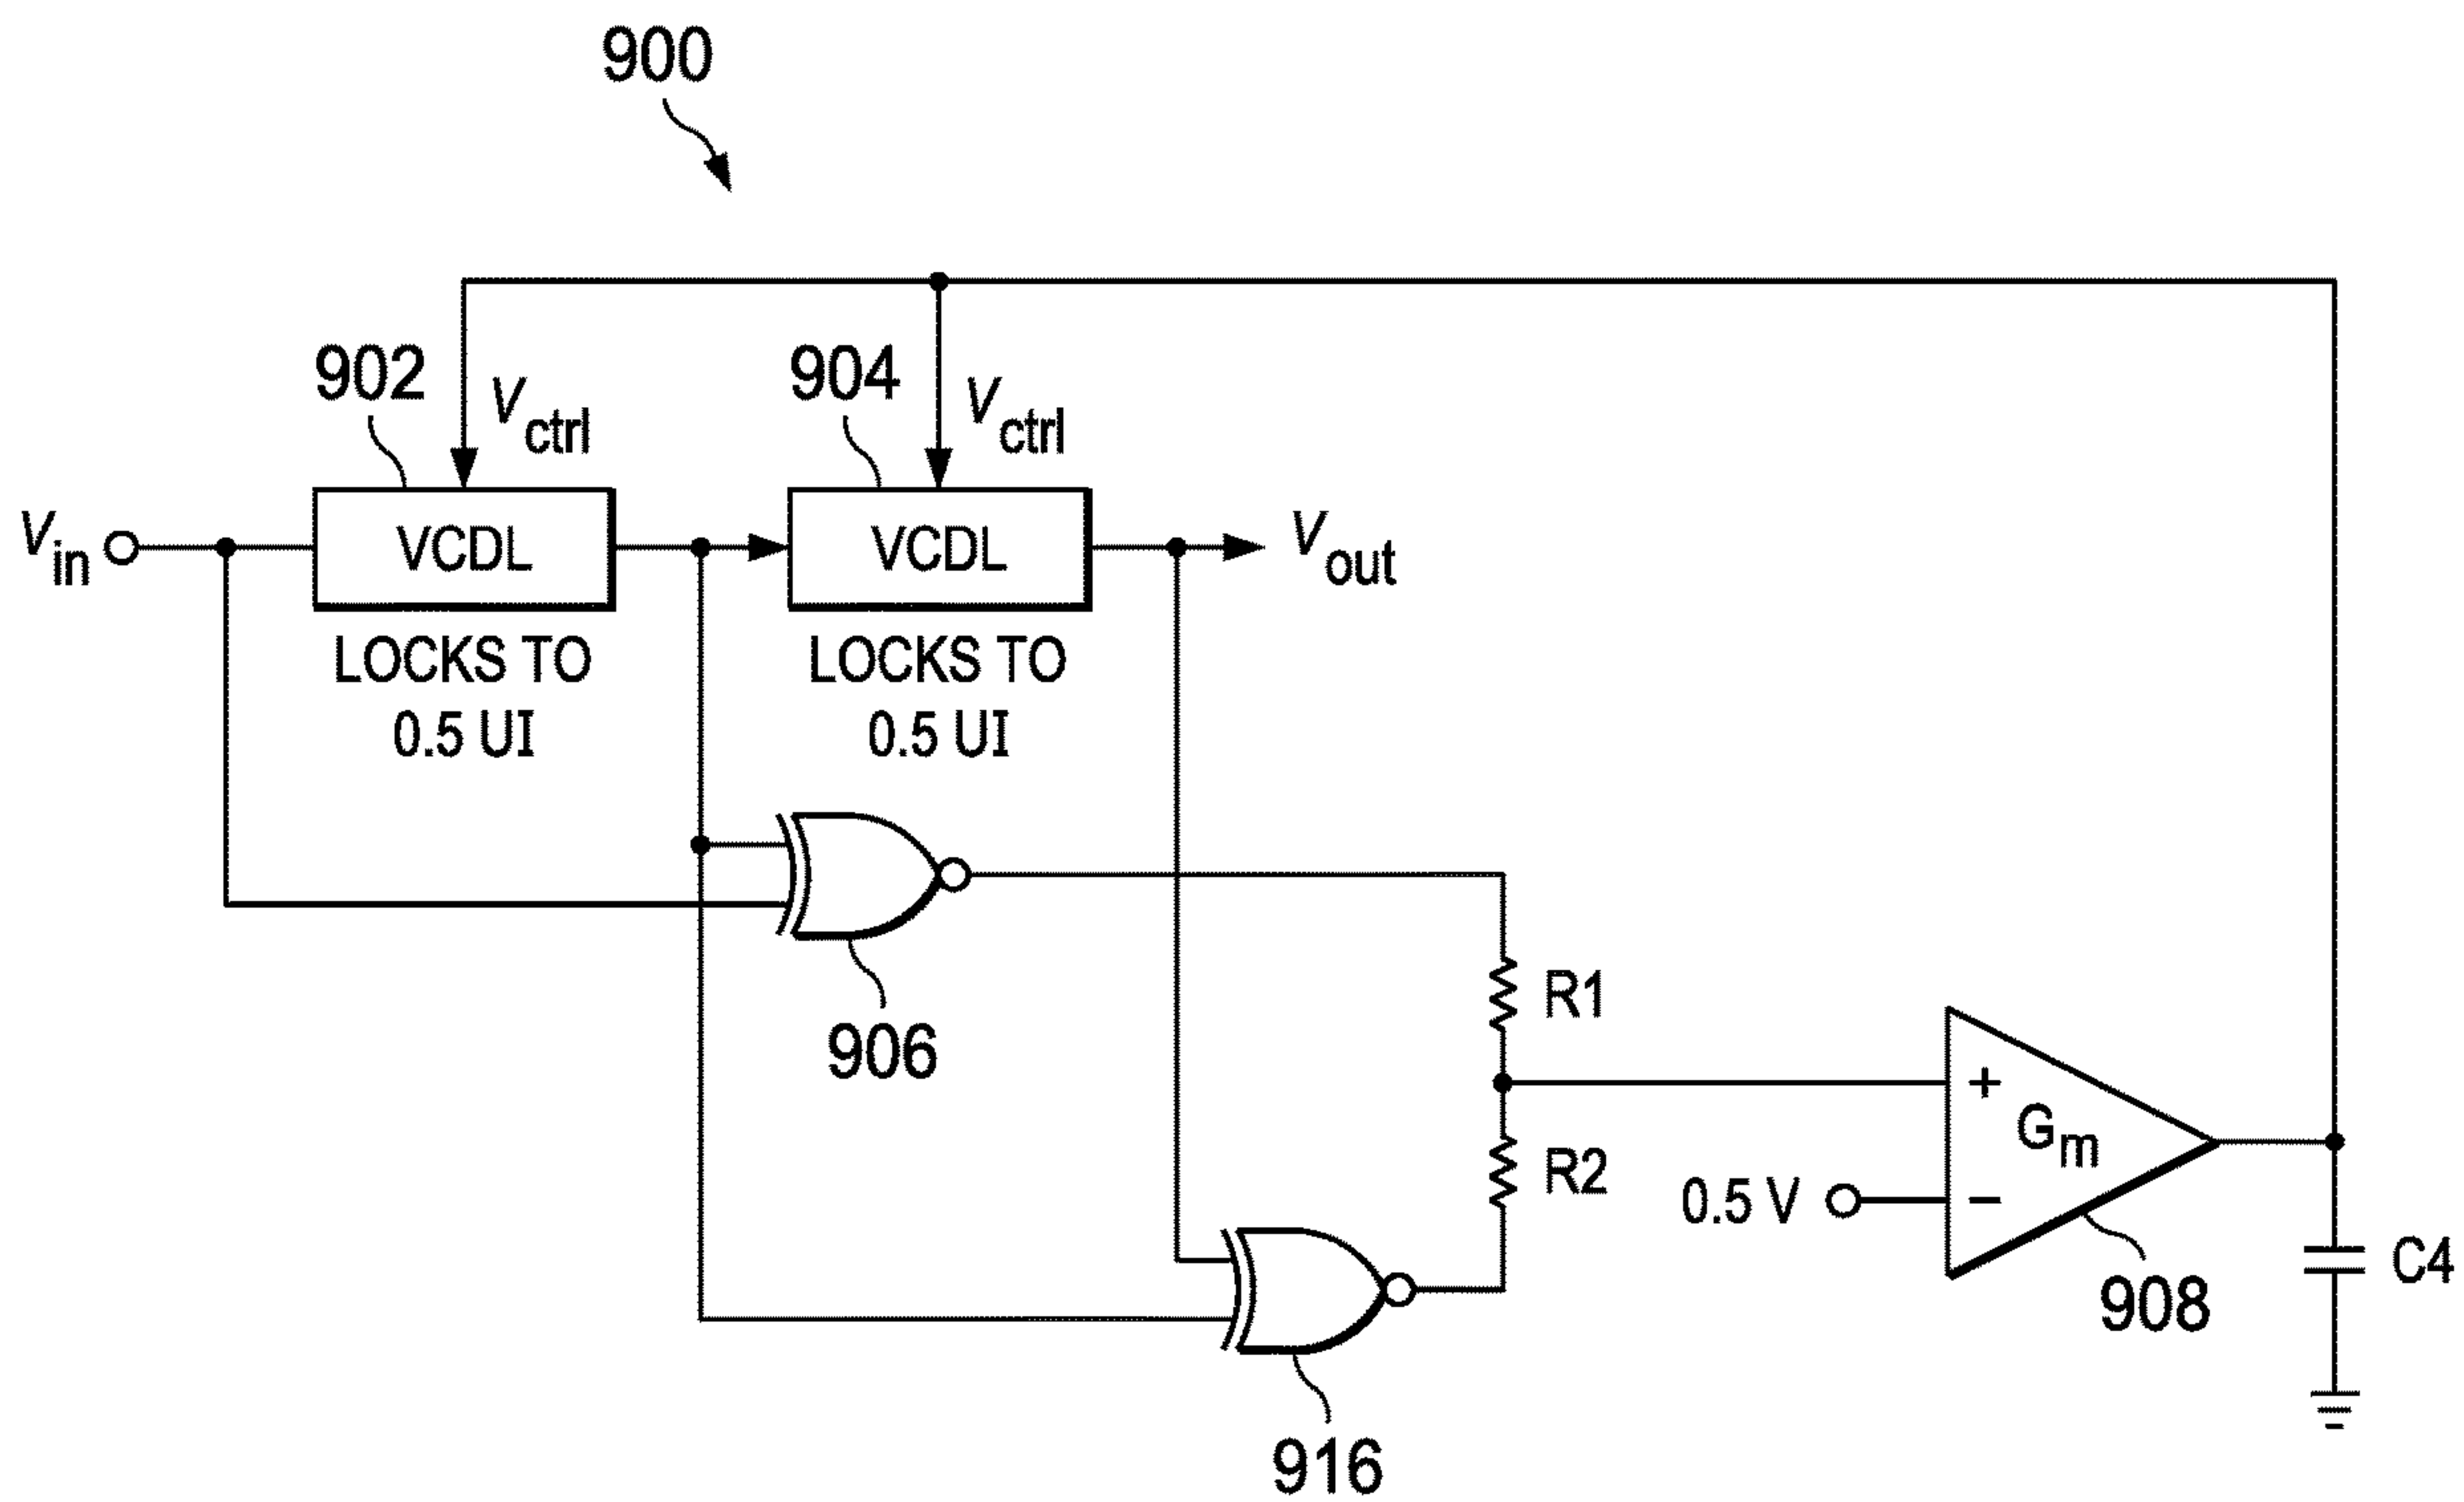 900
902
Vctrl
904
Vctrl
Vin
VCDL
VCDL
Vout
LOCKS TO
0.5 UI
LOCKS TO
0.5 UI
906
R1
R2
+
Gm
0.5 V
−
908
C4
916